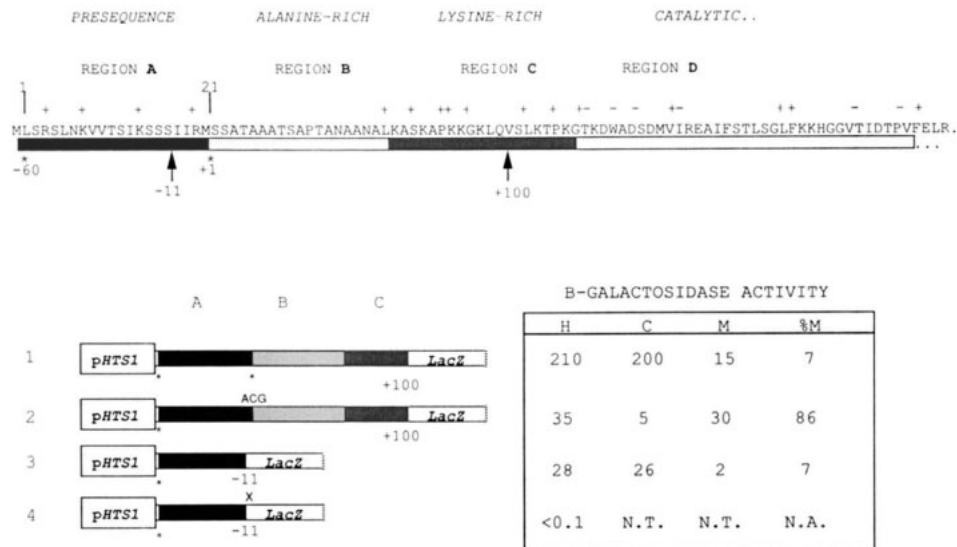 PRESEQUENCE ALANINE-RICH LYSINE-RICH CATALYTIC..
REGION A REGION B REGION C REGION D
1 21
+ + + + + + ++ + + + + +- - - +- ++ - - +
MLSRSLNKVVTSIKSSSIIRMSSATAAATSAPTANAANALKASKAPKKGKLQVSLKTPKGTKDWADSDMVIREAIFSTLSGLFKKHGGVTIDTPVFELR.
* * ...
-60 +1
-11 +100
A B C
B-GALACTOSIDASE ACTIVITY
H C M %M
1 pHTS1 LacZ 210 200 15 7
* * +100
ACG
2 pHTS1 LacZ 35 5 30 86
* +100
3 pHTS1 LacZ 28 26 2 7
* -11
X
4 pHTS1 LacZ <0.1 N.T. N.T. N.A.
* -11